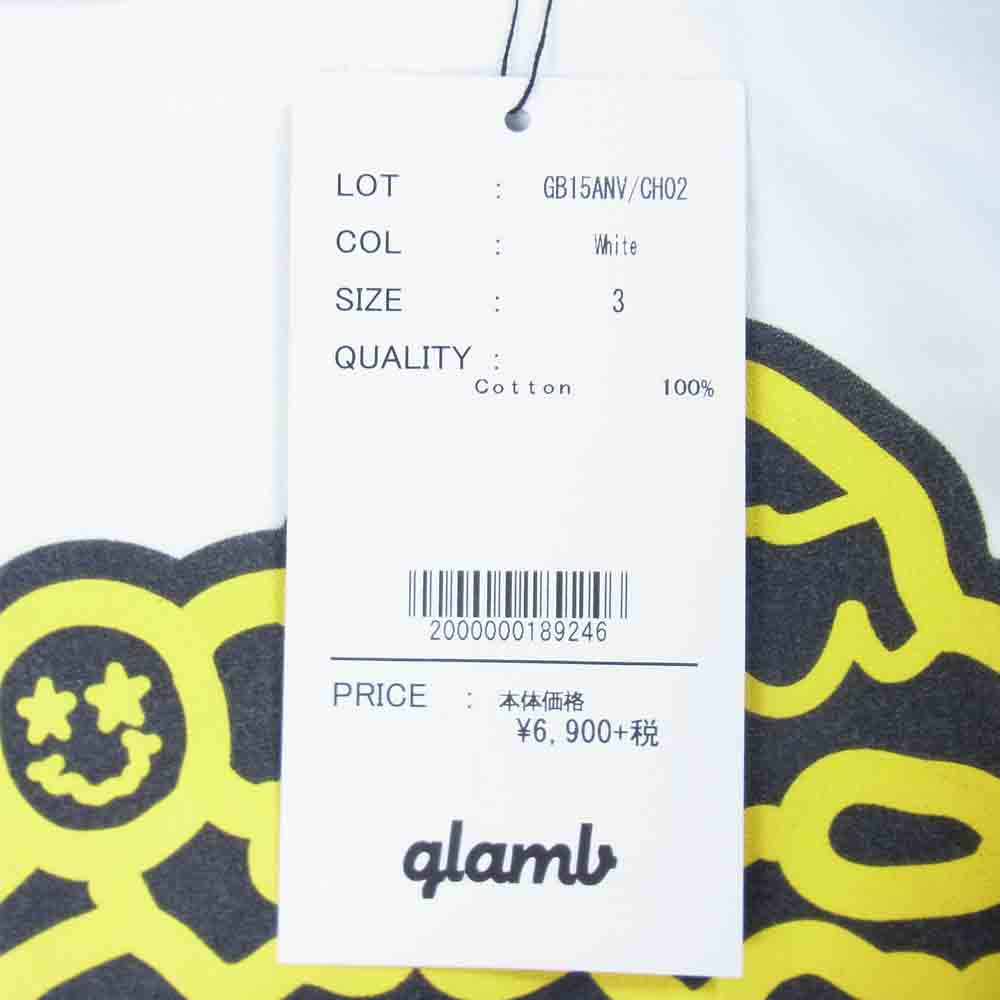 LOT : GB15ANV/CH02
COL : White
SIZE : 3
QUALITY :
Cotton 100%
2000000189246
PRICE : 本体価格
¥6,900+税
glamb